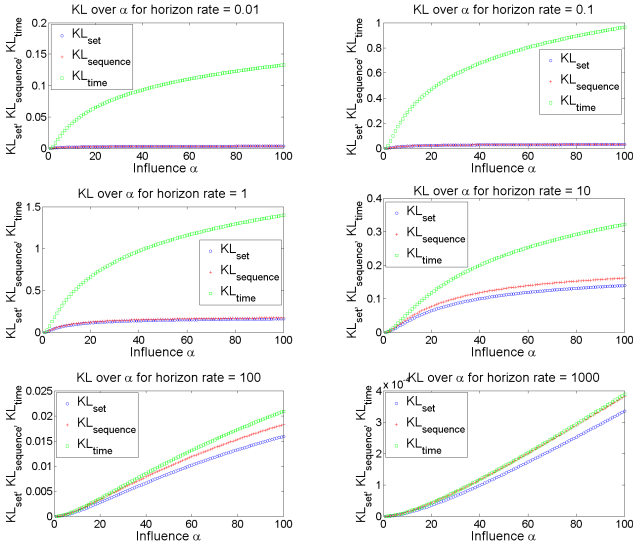 KL over α for horizon rate = 0.01
KL_set, KL_sequence, KL_time
0.2
0.15
0.1
0.05
0
KL_set
KL_sequence
KL_time
0 20 40 60 80 100
Influence α
KL over α for horizon rate = 0.1
KL_set, KL_sequence, KL_time
1
0.8
0.6
0.4
0.2
0
KL_set
KL_sequence
KL_time
0 20 40 60 80 100
Influence α
KL over α for horizon rate = 1
KL_set, KL_sequence, KL_time
1.5
1
0.5
0
KL_set
KL_sequence
KL_time
0 20 40 60 80 100
Influence α
KL over α for horizon rate = 10
KL_set, KL_sequence, KL_time
0.4
0.3
0.2
0.1
0
KL_set
KL_sequence
KL_time
0 20 40 60 80 100
Influence α
KL over α for horizon rate = 100
KL_set, KL_sequence, KL_time
0.025
0.02
0.015
0.01
0.005
0
KL_set
KL_sequence
KL_time
0 20 40 60 80 100
Influence α
KL over α for horizon rate = 1000
KL_set, KL_sequence, KL_time
4
3
2
1
0
KL_set
KL_sequence
KL_time
0 20 40 60 80 100
Influence α